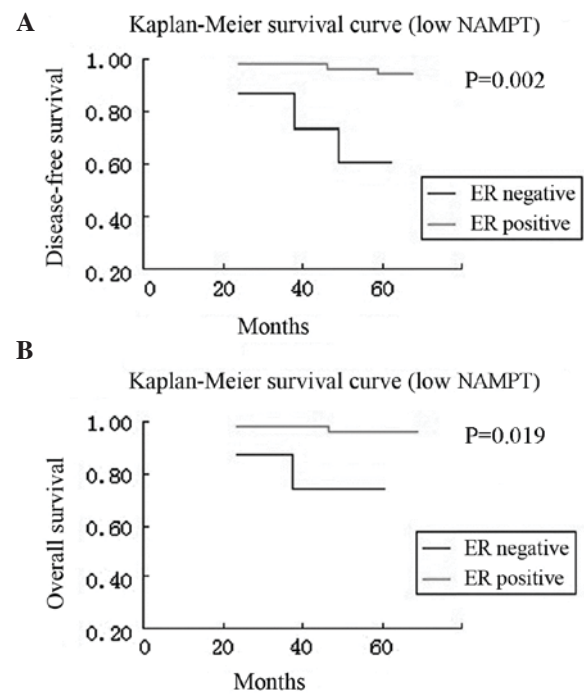 A
Kaplan-Meier survival curve (low NAMPT)
Disease-free survival
1.00
0.80
0.60
0.40
0.20
P=0.002
ER negative
ER positive
0 20 40 60
Months
B
Kaplan-Meier survival curve (low NAMPT)
Overall survival
1.00
0.80
0.60
0.40
0.20
P=0.019
ER negative
ER positive
0 20 40 60
Months